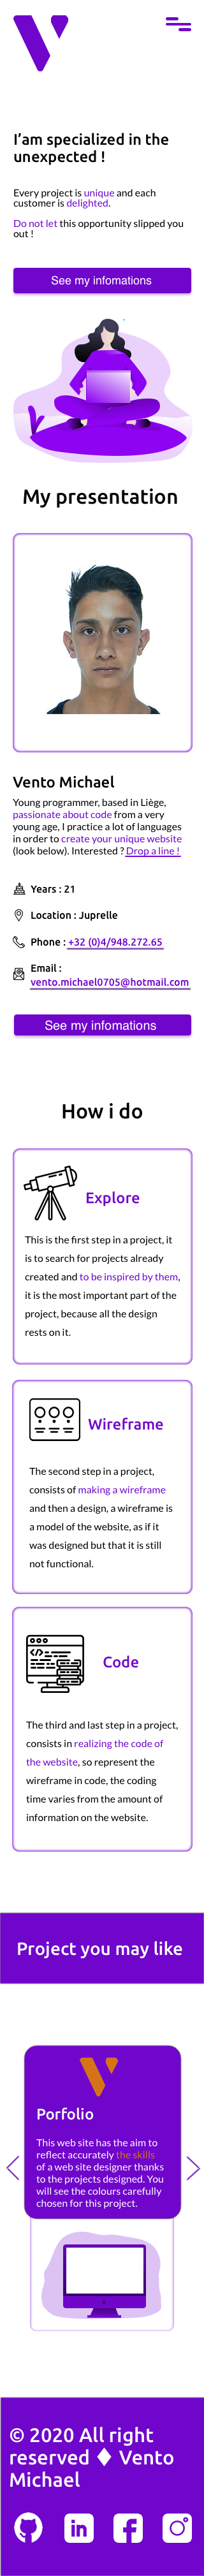 I'am specialized in the
unexpected !
Every project is unique and each
customer is delighted.
Do not let this opportunity slipped you
out !
See my infomations
My presentation
Vento Michael
Young programmer, based in Liège,
passionate about code from a very
young age, I practice a lot of languages
in order to create your unique website
(look below). Interested ? Drop a line !
Years : 21
Location : Juprelle
Phone : +32 (0)4/948.272.65
Email :
vento.michael0705@hotmail.com
See my infomations
How i do
Explore
This is the first step in a project, it
is to search for projects already
created and to be inspired by them,
it is the most important part of the
project, because all the design
rests on it.
Wireframe
The second step in a project,
consists of making a wireframe
and then a design, a wireframe is
a model of the website, as if it
was designed but that it is still
not functional.
Code
The third and last step in a project,
consists in realizing the code of
the website, so represent the
wireframe in code, the coding
time varies from the amount of
information on the website.
Project you may like
Porfolio
This web site has the aim to
reflect accurately the skills
of a web site designer thanks
to the projects designed. You
will see the colours carefully
chosen for this project.
© 2020 All right
reserved ♦ Vento
Michael